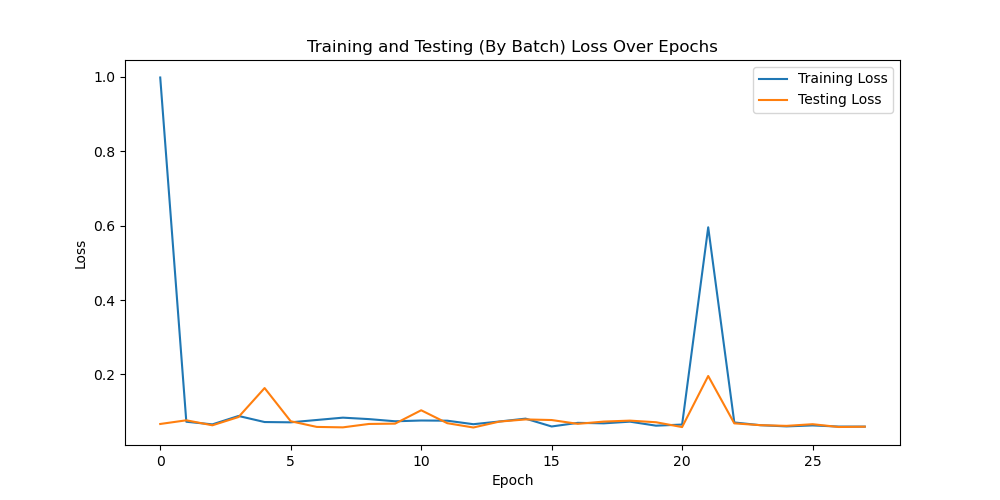 Training and Testing (By Batch) Loss Over Epochs
Training Loss
Testing Loss
1.0
0.8
0.6
0.4
0.2
Loss
0 5 10 15 20 25
Epoch